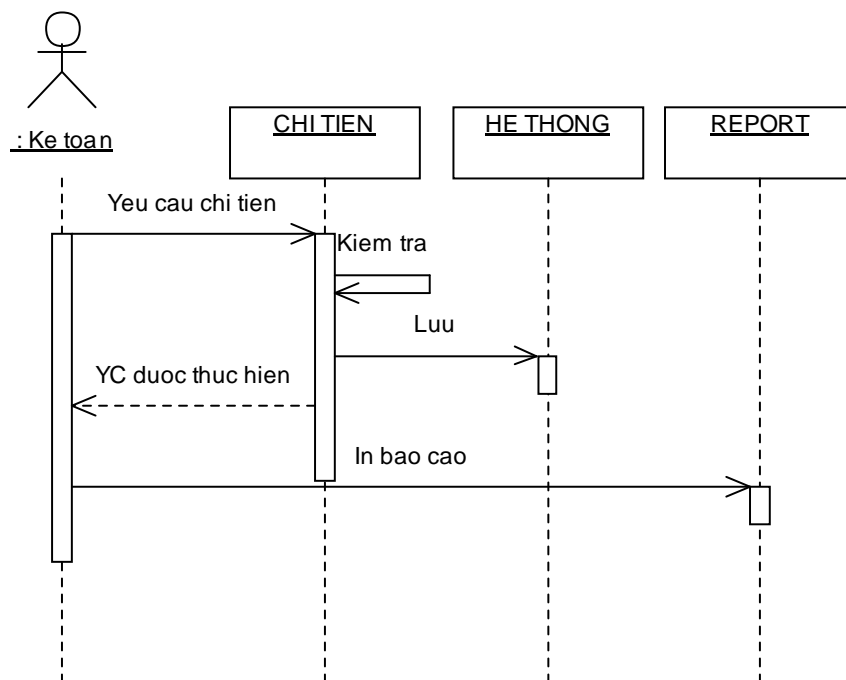 : Ke toan
CHI TIEN
HE THONG
REPORT
Yeu cau chi tien
Kiem tra
Luu
YC duoc thuc hien
In bao cao